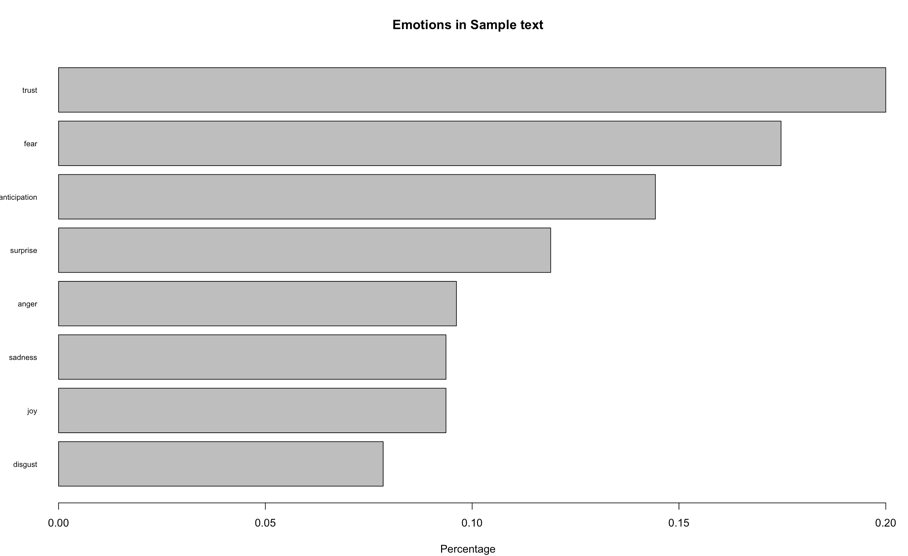 Emotions in Sample text
trust
fear
anticipation
surprise
anger
sadness
joy
disgust
0.00 0.05 0.10 0.15 0.20
Percentage